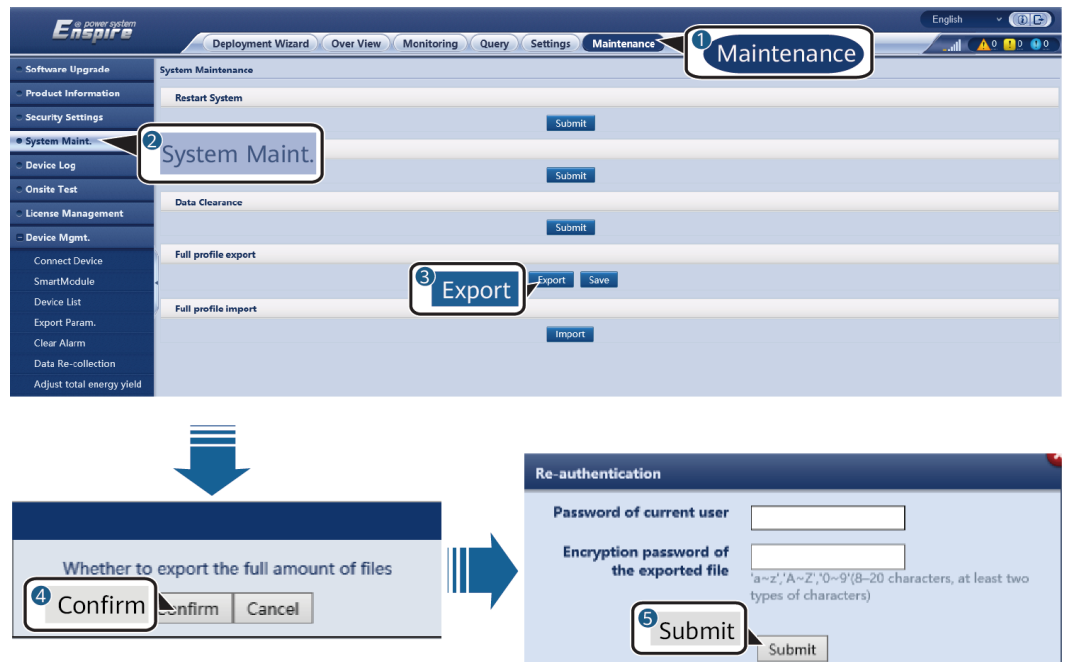 Enspire e power system
English
Deployment Wizard Over View Monitoring Query Settings Maintenance
1 Maintenance
0 0 0
Software Upgrade
Product Information
Security Settings
System Maint.
Device Log
Onsite Test
License Management
Device Mgmt.
Connect Device
SmartModule
Device List
Export Param.
Clear Alarm
Data Re-collection
Adjust total energy yield
System Maintenance
Restart System
Submit
2 System Maint.
Submit
Data Clearance
Submit
Full profile export
3 Export
Export Save
Full profile import
Import
Whether to export the full amount of files
4 Confirm
Cancel
Re-authentication
Password of current user
Encryption password of
the exported file
'a~z','A~Z','0~9'(8–20 characters, at least two
types of characters)
5 Submit
Submit